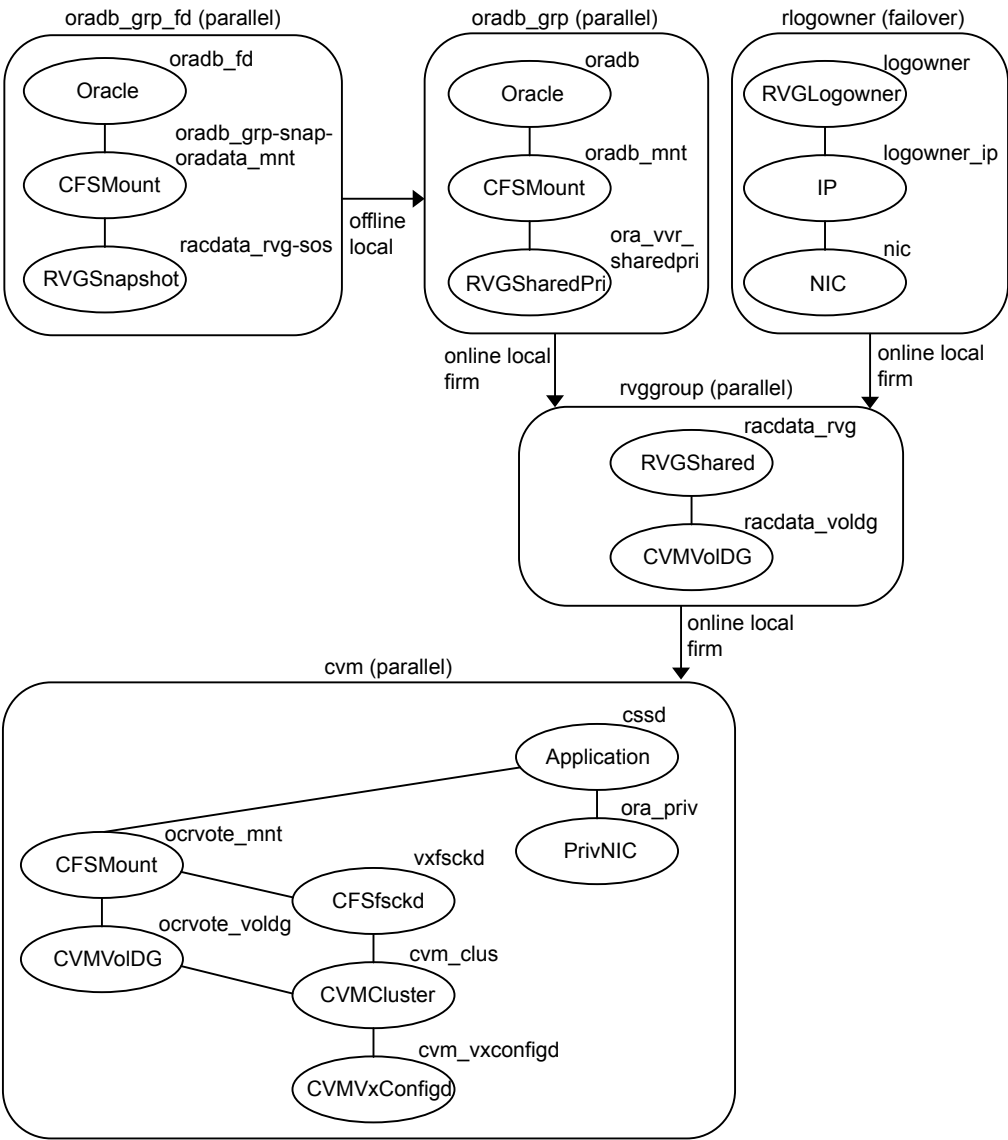 oradb_grp_fd (parallel)
oradb_fd
Oracle
oradb_grp-snap-
oradata_mnt
CFSMount
racdata_rvg-sos
RVGSnapshot
offline
local
oradb_grp (parallel)
oradb
Oracle
oradb_mnt
CFSMount
ora_vvr_
sharedpri
RVGSharedPri
rlogowner (failover)
logowner
RVGLogowner
logowner_ip
IP
nic
NIC
online local
firm
online local
firm
rvggroup (parallel)
racdata_rvg
RVGShared
racdata_voldg
CVMVolDG
online local
firm
cvm (parallel)
cssd
Application
ora_priv
PrivNIC
ocrvote_mnt
CFSMount
vxfsckd
CFSfsckd
ocrvote_voldg
CVMVolDG
cvm_clus
CVMCluster
cvm_vxconfigd
CVMVxConfigd